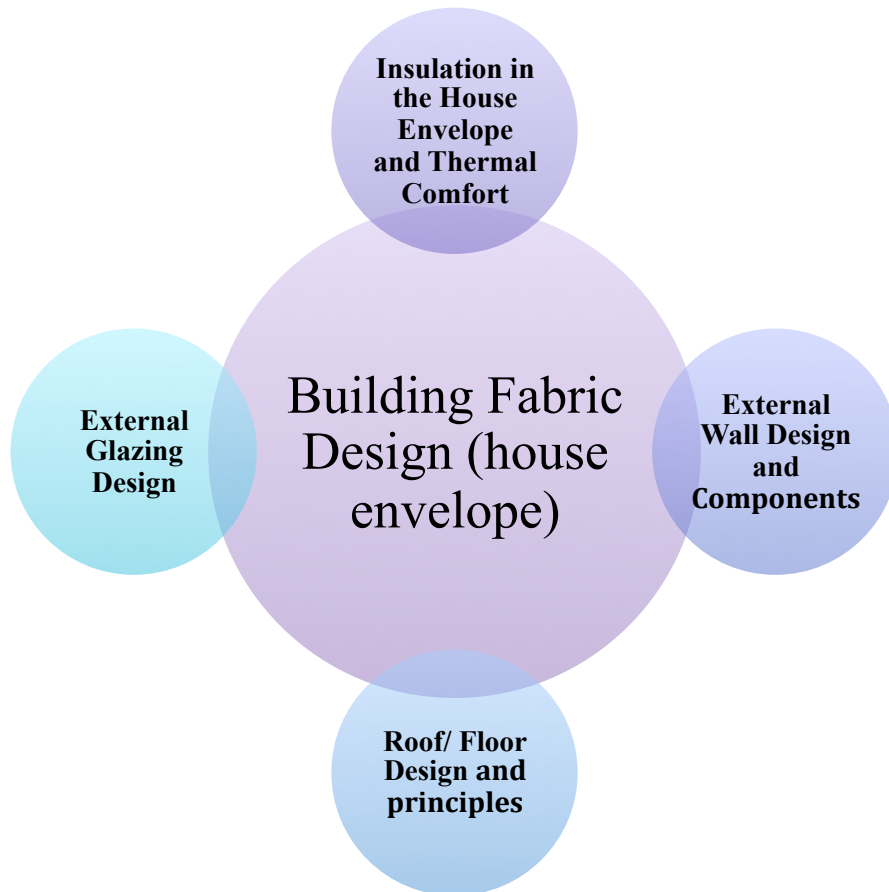 Insulation in
the House
Envelope
and Thermal
Comfort
External
Glazing
Design
Building Fabric
Design (house
envelope)
External
Wall Design
and
Components
Roof/ Floor
Design and
principles